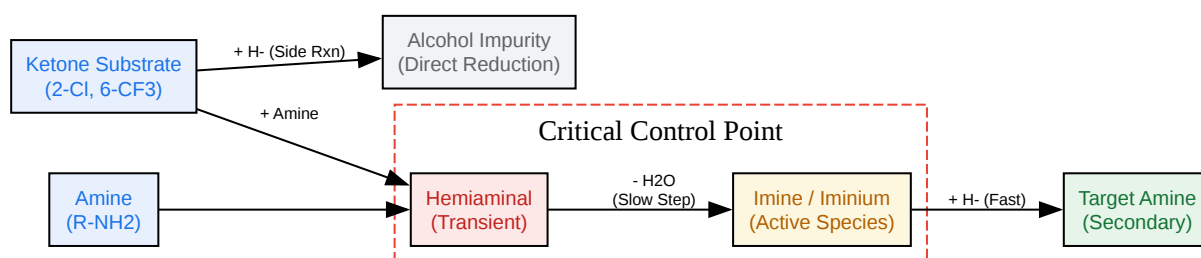 Ketone Substrate
(2-Cl, 6-CF3)
+ H- (Side Rxn)
Alcohol Impurity
(Direct Reduction)
+ Amine
Critical Control Point
Amine
(R-NH2)
Hemiaminal
(Transient)
- H2O
(Slow Step)
Imine / Iminium
(Active Species)
+ H- (Fast)
Target Amine
(Secondary)